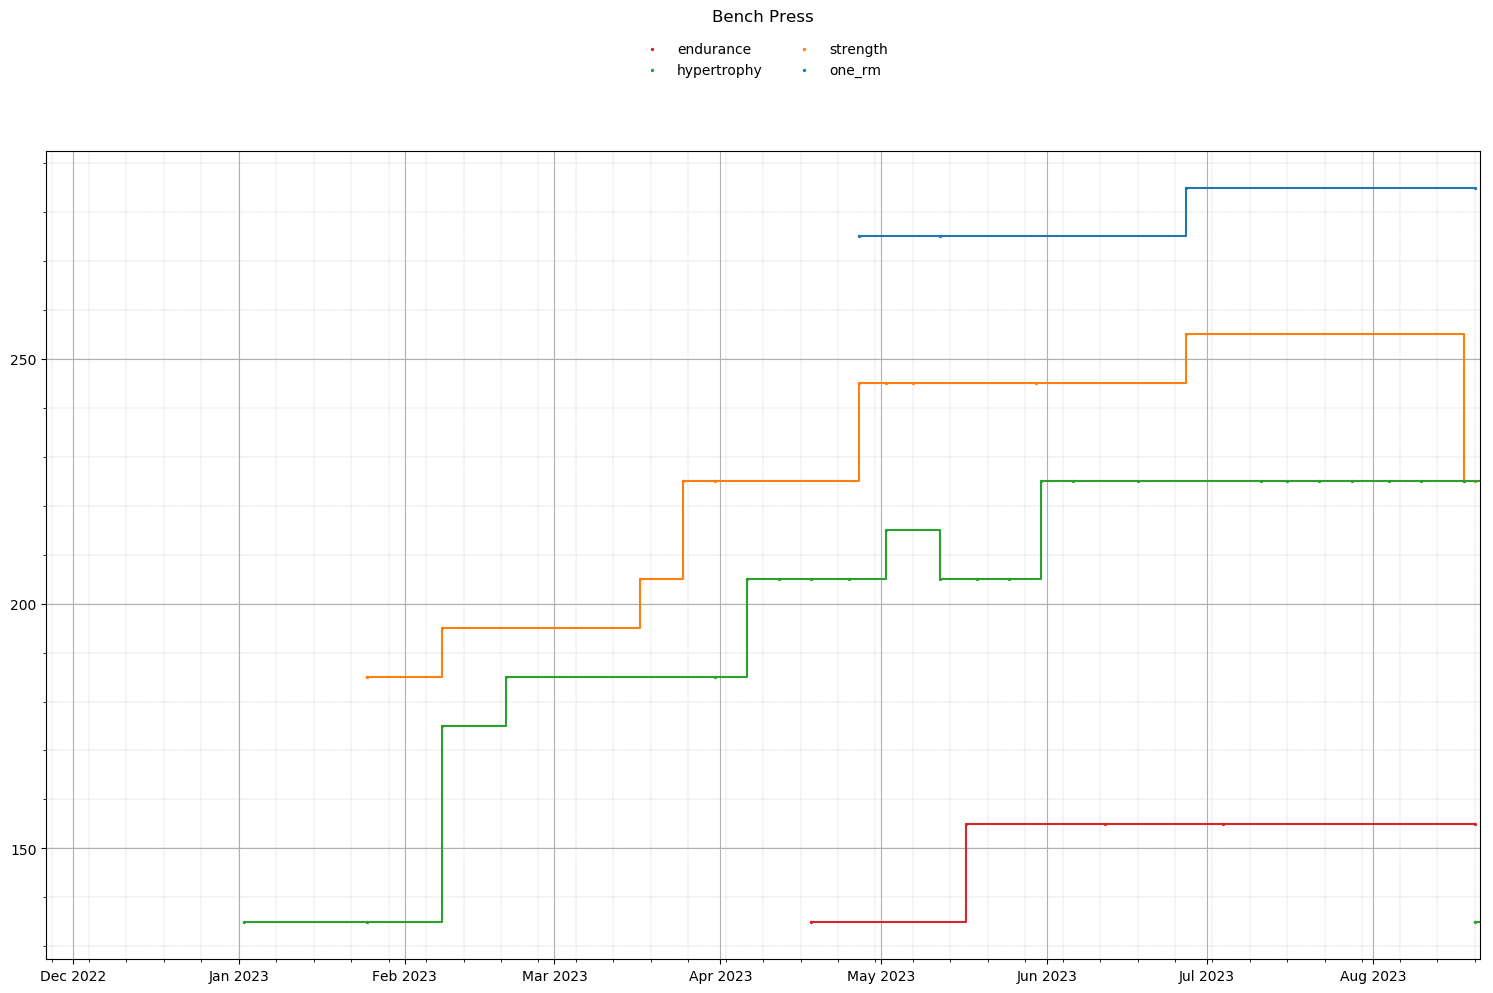 Bench Press
endurance strength
hypertrophy one_rm
250
200
150
Dec 2022 Jan 2023 Feb 2023 Mar 2023 Apr 2023 May 2023 Jun 2023 Jul 2023 Aug 2023